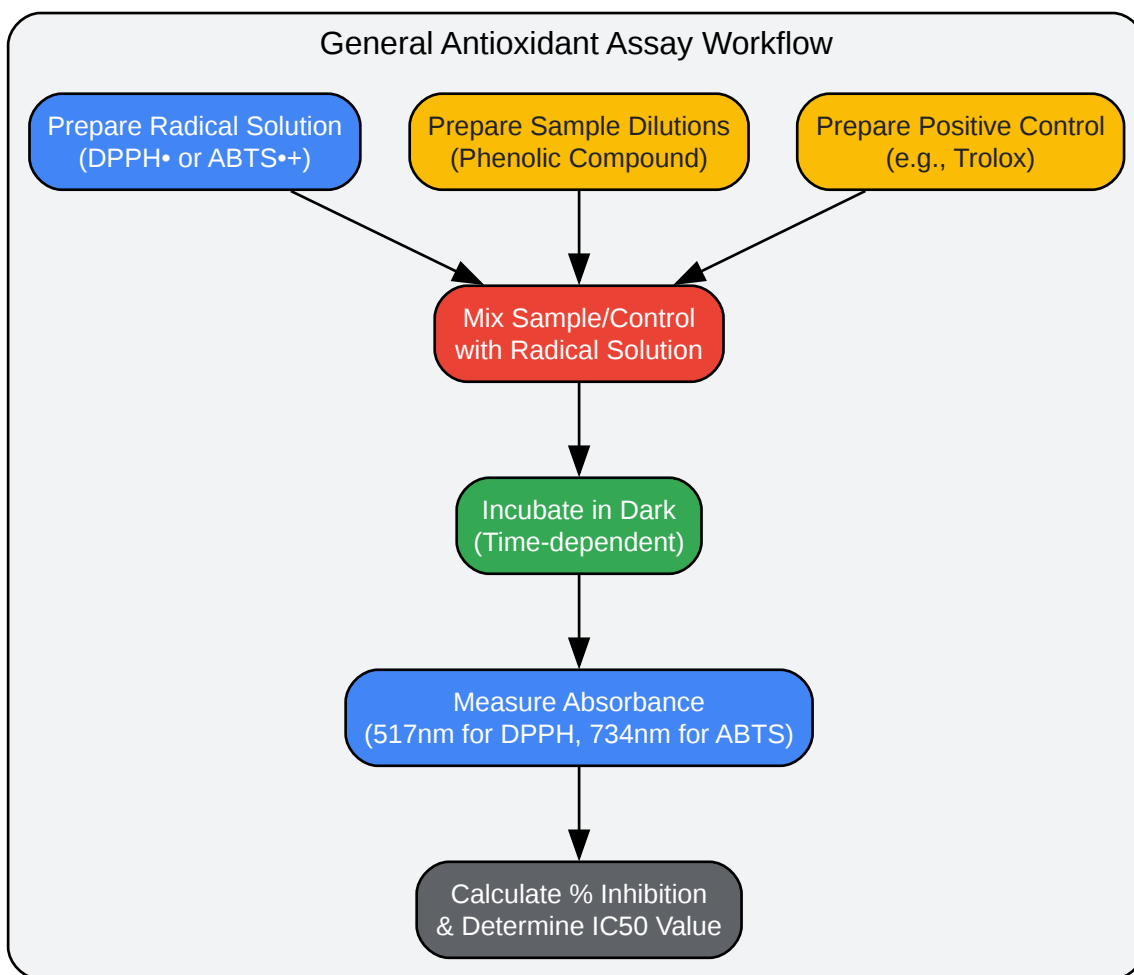 General Antioxidant Assay Workflow
Prepare Radical Solution
(DPPH• or ABTS•+)
Prepare Sample Dilutions
(Phenolic Compound)
Prepare Positive Control
(e.g., Trolox)
Mix Sample/Control
with Radical Solution
Incubate in Dark
(Time-dependent)
Measure Absorbance
(517nm for DPPH, 734nm for ABTS)
Calculate % Inhibition
& Determine IC50 Value